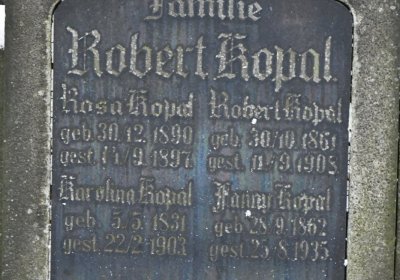 Familie
Robert Kopal.
Rosa Kopal
geb. 30. 12. 1890
gest. 17/9. 1897.
Robert Kopal
geb. 30/10. 1861
gest. 11./9. 1905.
Karolina Kopal
geb. 5. 5. 1831
gest. 22/2. 1903.
Fanny Kopal
geb. 28/9. 1862
gest. 25/8. 1935.